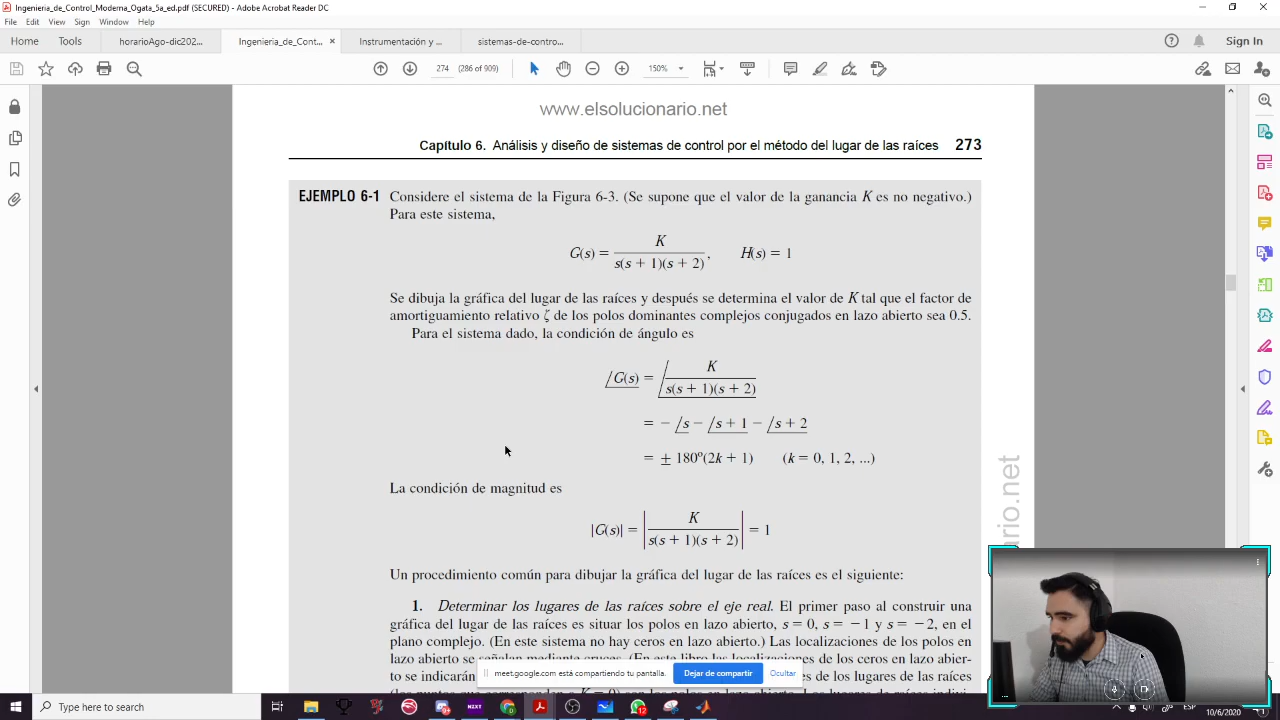 Ingenieria_de_Control_Moderna_Ogata_5a_ed.pdf (SECURED) - Adobe Acrobat Reader DC
File Edit View Sign Window Help
Home Tools horarioAgo-dic202... Ingenieria_de_Cont... × Instrumentación y ... sistemas-de-contro... Sign In
274 (286 of 909) 150%
www.elsolucionario.net
Capítulo 6. Análisis y diseño de sistemas de control por el método del lugar de las raíces 273
EJEMPLO 6-1 Considere el sistema de la Figura 6-3. (Se supone que el valor de la ganancia K es no negativo.)
Para este sistema,
G(s) = K / s(s + 1)(s + 2), H(s) = 1
Se dibuja la gráfica del lugar de las raíces y después se determina el valor de K tal que el factor de
amortiguamiento relativo ζ de los polos dominantes complejos conjugados en lazo abierto sea 0.5.
Para el sistema dado, la condición de ángulo es
/G(s) = /K / s(s + 1)(s + 2)
= - /s - /s + 1 - /s + 2
= ± 180°(2k + 1) (k = 0, 1, 2, ...)
La condición de magnitud es
|G(s)| = |K / s(s + 1)(s + 2)| = 1
ario.net
Un procedimiento común para dibujar la gráfica del lugar de las raíces es el siguiente:
1. Determinar los lugares de las raíces sobre el eje real. El primer paso al construir una
gráfica del lugar de las raíces es situar los polos en lazo abierto, s = 0, s = −1 y s = −2, en el
plano complejo. (En este sistema no hay ceros en lazo abierto.) Las localizaciones de los polos en
lazo abierto se señalan mediante cruces. (En este libro las localizaciones de los ceros en lazo abier-
to se indicarán
es de los lugares de las raíces
meet.google.com está compartiendo tu pantalla. Dejar de compartir Ocultar
Type here to search
NX1T
12
ESP
10/6/2020